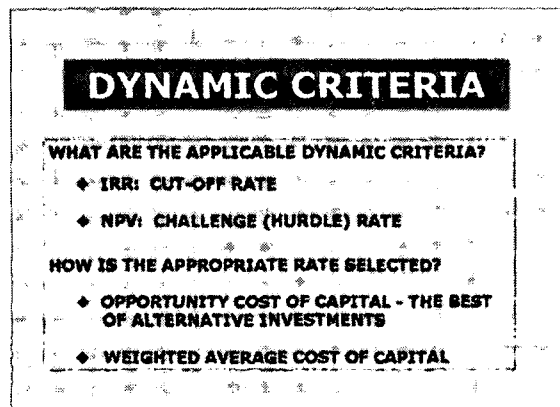 DYNAMIC CRITERIA
WHAT ARE THE APPLICABLE DYNAMIC CRITERIA?
◆ IRR: CUT-OFF RATE
◆ NPV: CHALLENGE (HURDLE) RATE
HOW IS THE APPROPRIATE RATE SELECTED?
◆ OPPORTUNITY COST OF CAPITAL - THE BEST
OF ALTERNATIVE INVESTMENTS
◆ WEIGHTED AVERAGE COST OF CAPITAL